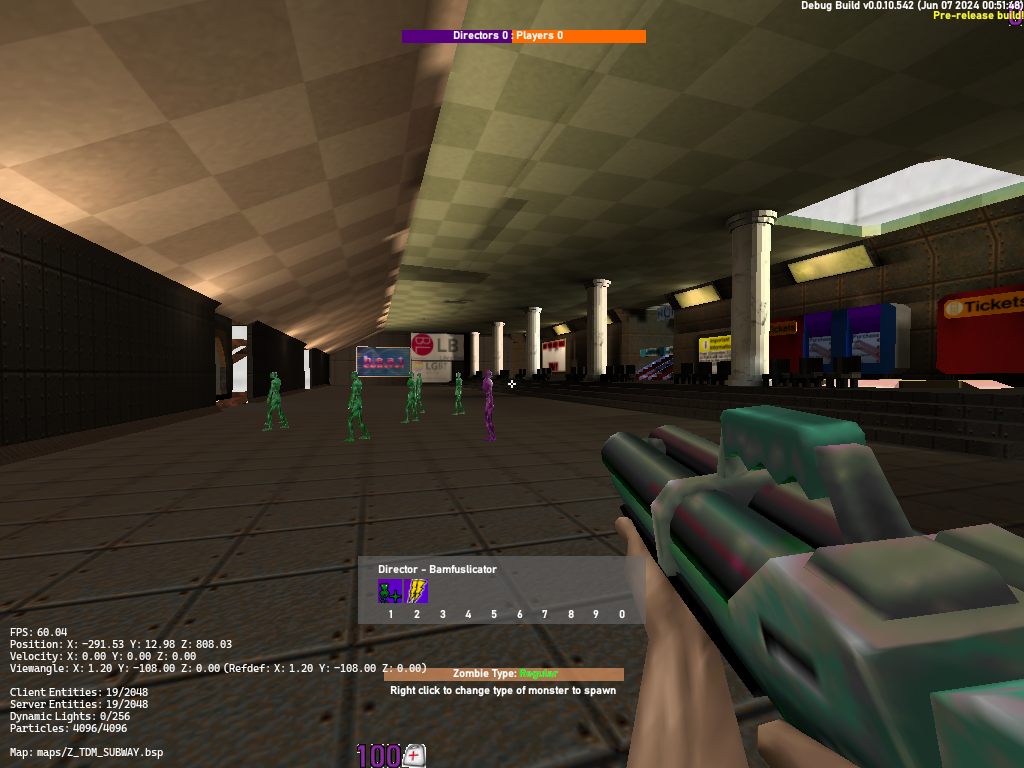 Debug Build v0.0.10.542 (Jun 07 2024 00:51:48)
Pre-release build!
Directors 0 : Players 0
Tickets
LB
Director - Bamfuslicator
1 2 3 4 5 6 7 8 9 0
FPS: 60.04
Position: X: -291.53 Y: 12.98 Z: 808.03
Velocity: X: 0.00 Y: 0.00 Z: 0.00
Viewangle: X: 1.20 Y: -108.00 Z: 0.00 (Refdef: X: 1.20 Y: -108.00 Z: 0.00)
Zombie Type: Regular
Right click to change type of monster to spawn
Client Entities: 19/2048
Server Entities: 19/2048
Dynamic Lights: 0/256
Particles: 4096/4096
Map: maps/Z_TDM_SUBWAY.bsp
100